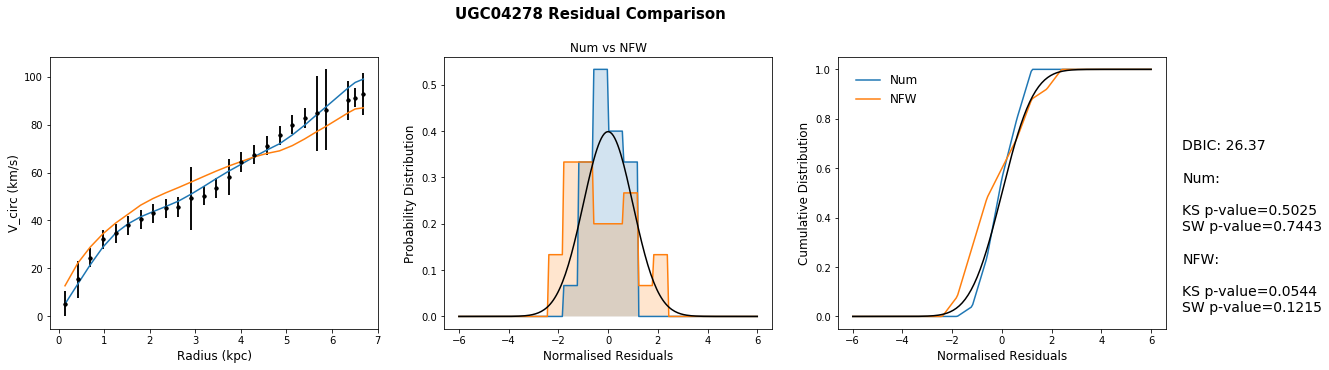 UGC04278 Residual Comparison
V_circ (km/s)
100
80
60
40
20
0
0 1 2 3 4 5 6 7
Radius (kpc)
Num vs NFW
Probability Distribution
0.5
0.4
0.3
0.2
0.1
0.0
−6 −4 −2 0 2 4 6
Normalised Residuals
Cumulative Distribution
1.0
0.8
0.6
0.4
0.2
0.0
−6 −4 −2 0 2 4 6
Normalised Residuals
Num
NFW
DBIC: 26.37
Num:
KS p-value=0.5025
SW p-value=0.7443
NFW:
KS p-value=0.0544
SW p-value=0.1215